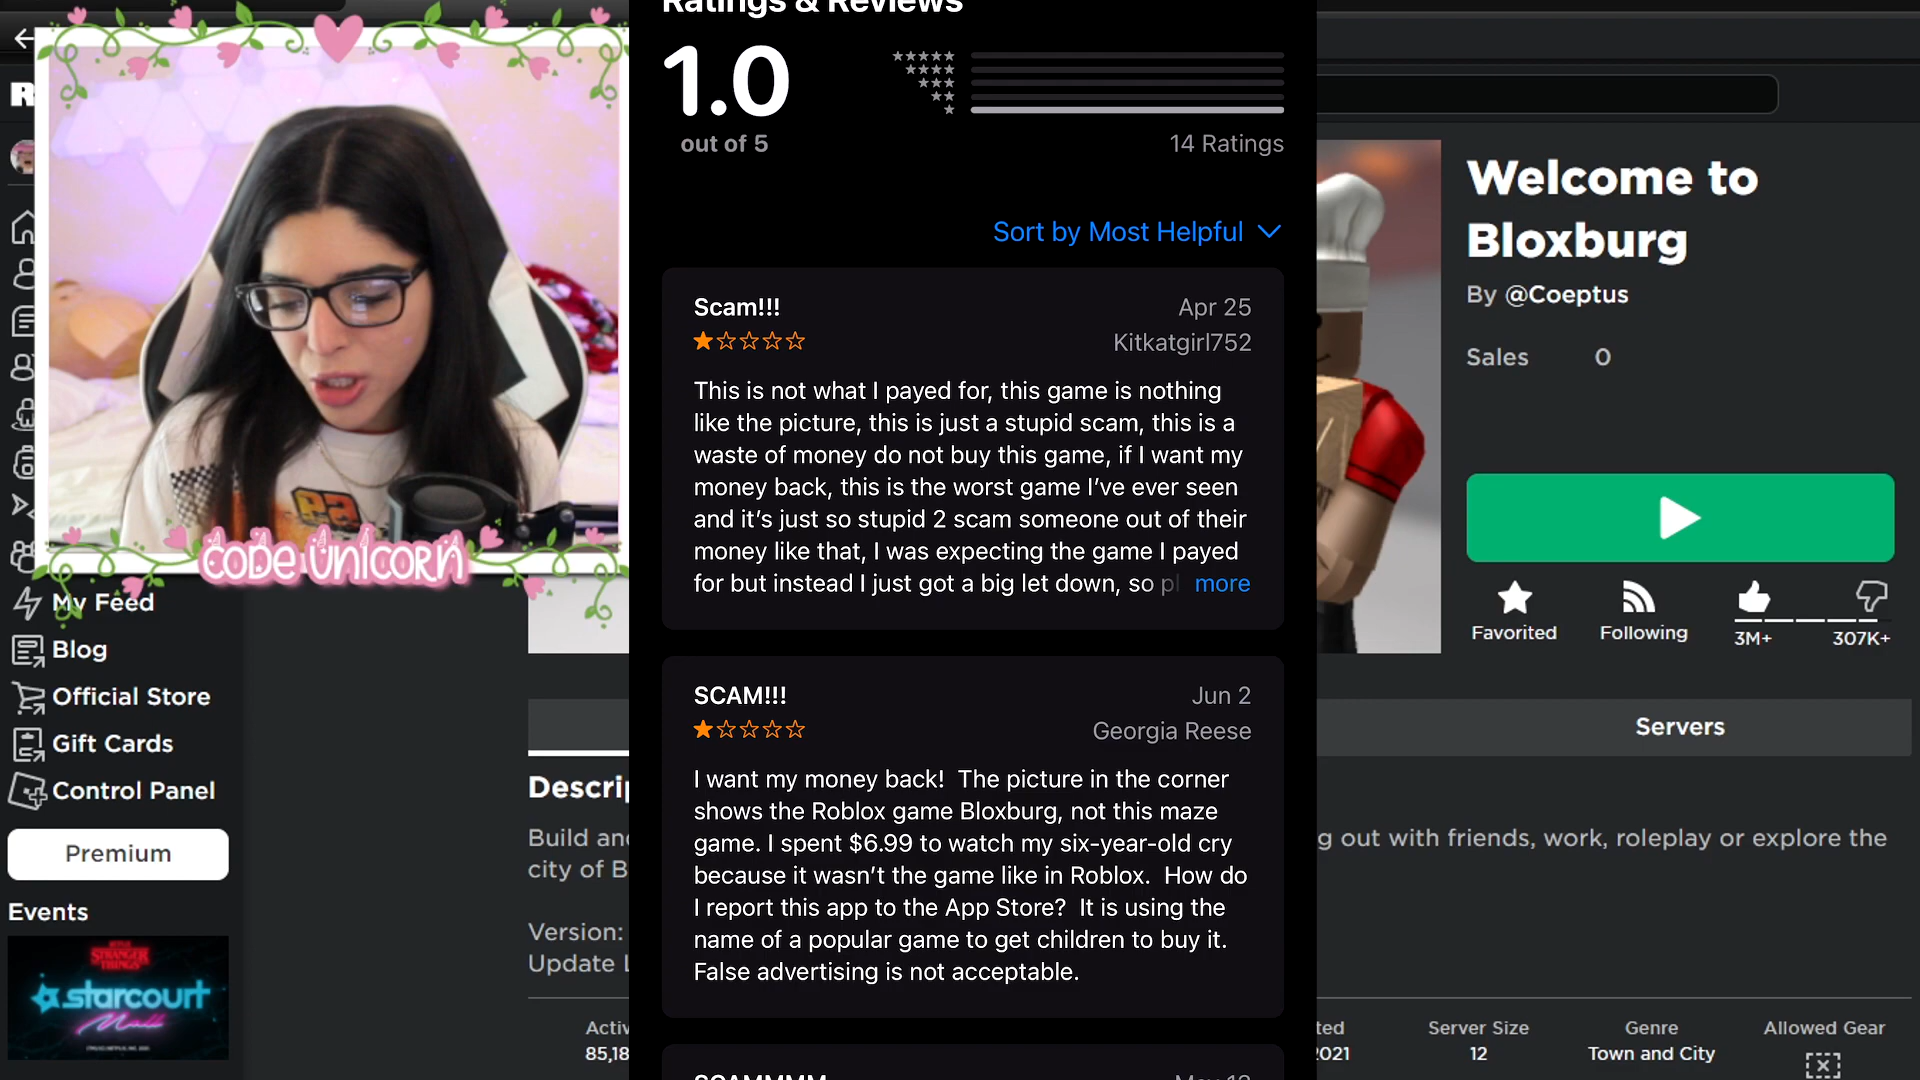 Ratings & Reviews
1.0
out of 5
14 Ratings
Sort by Most Helpful
Scam!!!
Apr 25
Kitkatgirl752
This is not what I payed for, this game is nothing
like the picture, this is just a stupid scam, this is a
waste of money do not buy this game, if I want my
money back, this is the worst game I’ve ever seen
and it’s just so stupid 2 scam someone out of their
money like that, I was expecting the game I payed
for but instead I just got a big let down, so pl more
SCAM!!!
Jun 2
Georgia Reese
I want my money back!  The picture in the corner
shows the Roblox game Bloxburg, not this maze
game. I spent $6.99 to watch my six-year-old cry
because it wasn’t the game like in Roblox.  How do
I report this app to the App Store?  It is using the
name of a popular game to get children to buy it.
False advertising is not acceptable.
CODE UNICORN
My Feed
Blog
Official Store
Gift Cards
Control Panel
Premium
Events
STRANGER THINGS
starcourt
Mall
Welcome to
Bloxburg
By @Coeptus
Sales 0
Favorited
Following
3M+
307K+
Servers
Descrip
Build and
g out with friends, work, roleplay or explore the
city of B
Version:
Update L
Activ
85,18
ted
2021
Server Size
12
Genre
Town and City
Allowed Gear